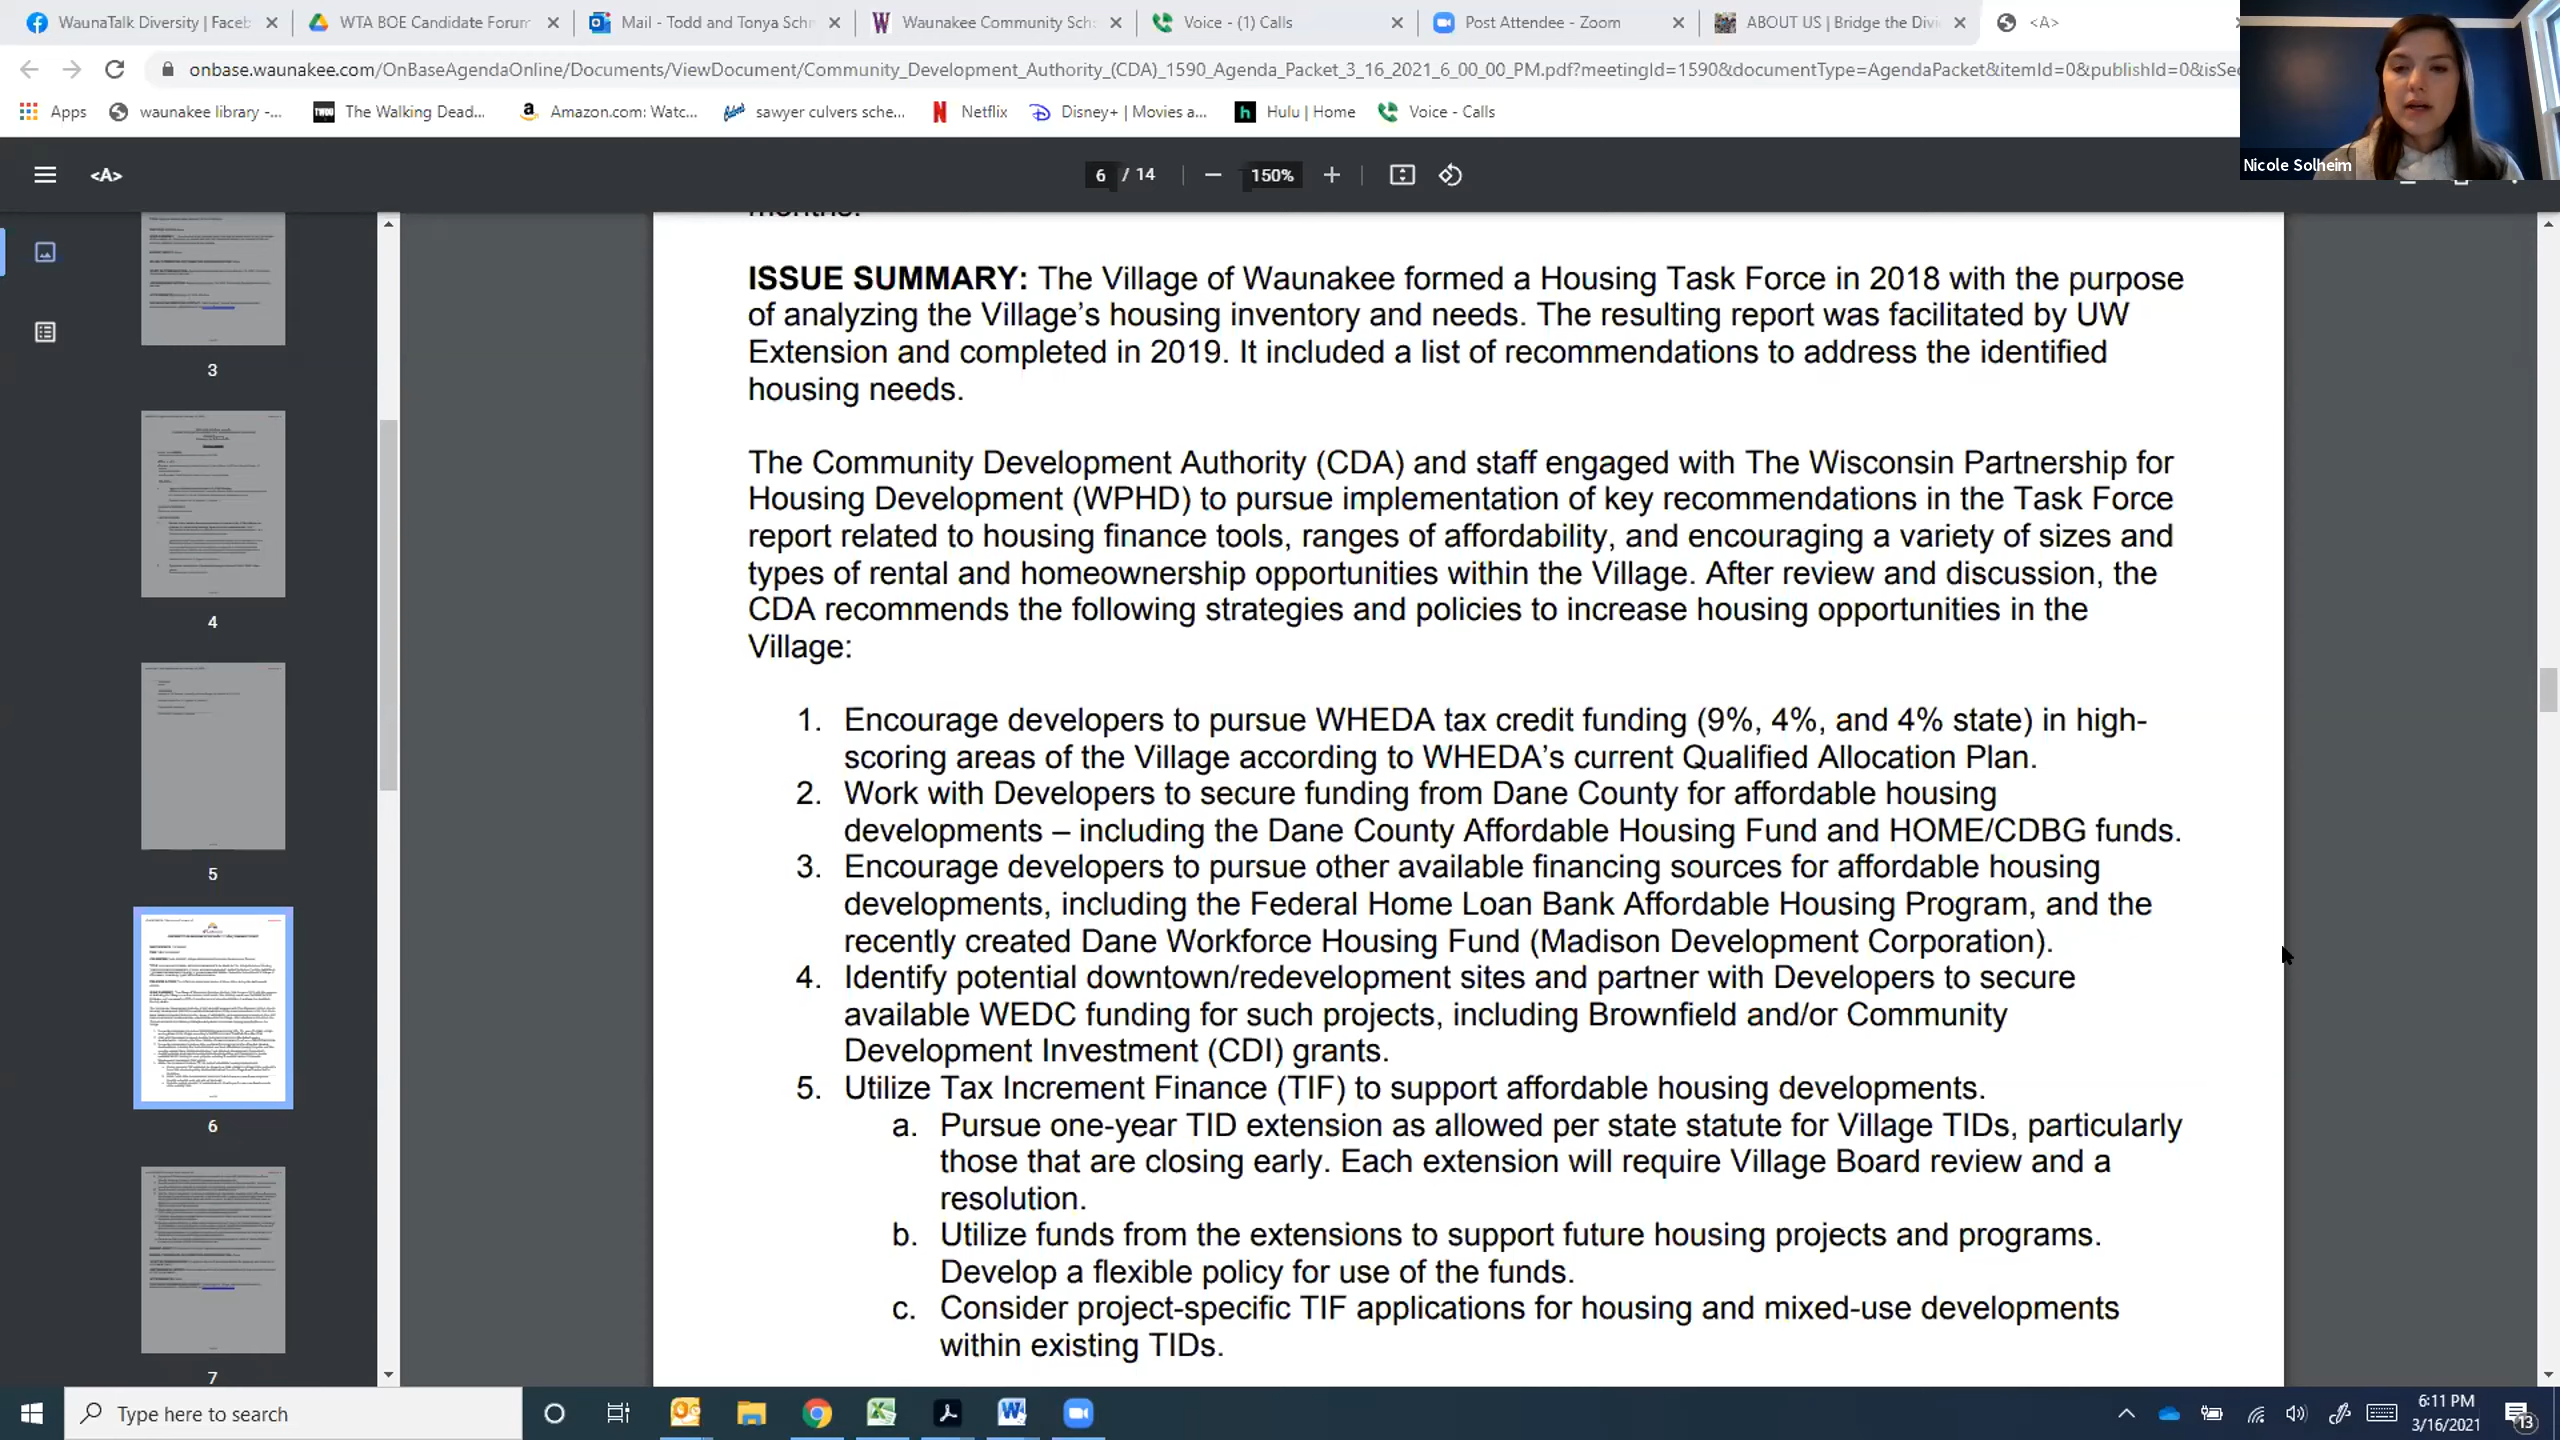 WaunaTalk Diversity | Faceb
WTA BOE Candidate Forum
Mail - Todd and Tonya Schm
Waunakee Community Scho
Voice - (1) Calls
Post Attendee - Zoom
ABOUT US | Bridge the Divi
<A>
onbase.waunakee.com/OnBaseAgendaOnline/Documents/ViewDocument/Community_Development_Authority_(CDA)_1590_Agenda_Packet_3_16_2021_6_00_00_PM.pdf?meetingId=1590&documentType=AgendaPacket&itemId=0&publishId=0&isSec
Apps
waunakee library -...
The Walking Dead...
Amazon.com: Watc...
sawyer culvers sche...
Netflix
Disney+ | Movies a...
Hulu | Home
Voice - Calls
Nicole Solheim
<A>
6 / 14
150%
3
4
5
6
7
months.
ISSUE SUMMARY: The Village of Waunakee formed a Housing Task Force in 2018 with the purpose
of analyzing the Village’s housing inventory and needs. The resulting report was facilitated by UW
Extension and completed in 2019. It included a list of recommendations to address the identified
housing needs.
The Community Development Authority (CDA) and staff engaged with The Wisconsin Partnership for
Housing Development (WPHD) to pursue implementation of key recommendations in the Task Force
report related to housing finance tools, ranges of affordability, and encouraging a variety of sizes and
types of rental and homeownership opportunities within the Village. After review and discussion, the
CDA recommends the following strategies and policies to increase housing opportunities in the
Village:
1. Encourage developers to pursue WHEDA tax credit funding (9%, 4%, and 4% state) in high-
scoring areas of the Village according to WHEDA’s current Qualified Allocation Plan.
2. Work with Developers to secure funding from Dane County for affordable housing
developments – including the Dane County Affordable Housing Fund and HOME/CDBG funds.
3. Encourage developers to pursue other available financing sources for affordable housing
developments, including the Federal Home Loan Bank Affordable Housing Program, and the
recently created Dane Workforce Housing Fund (Madison Development Corporation).
4. Identify potential downtown/redevelopment sites and partner with Developers to secure
available WEDC funding for such projects, including Brownfield and/or Community
Development Investment (CDI) grants.
5. Utilize Tax Increment Finance (TIF) to support affordable housing developments.
a. Pursue one-year TID extension as allowed per state statute for Village TIDs, particularly
those that are closing early. Each extension will require Village Board review and a
resolution.
b. Utilize funds from the extensions to support future housing projects and programs.
Develop a flexible policy for use of the funds.
c. Consider project-specific TIF applications for housing and mixed-use developments
within existing TIDs.
Type here to search
6:11 PM
3/16/2021
13